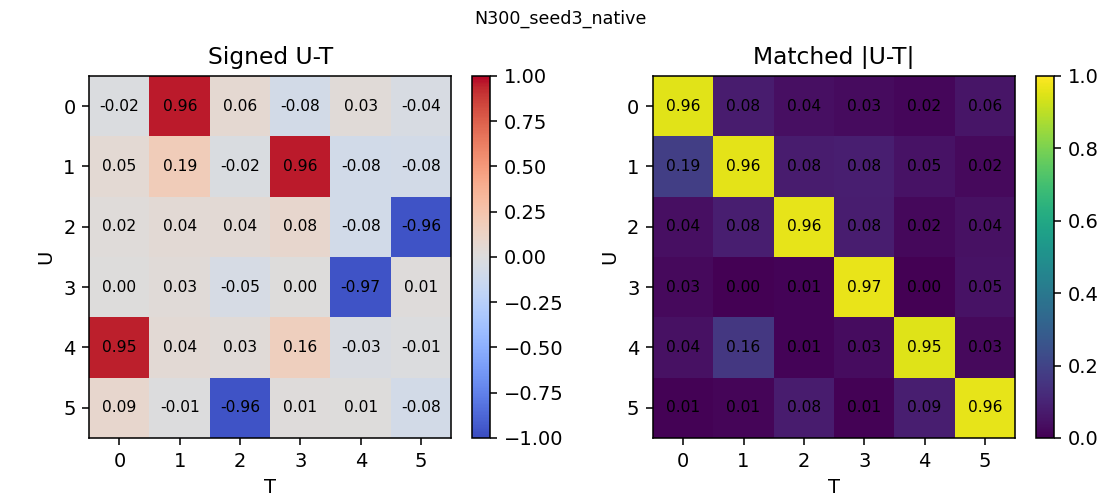 N300_seed3_native
Signed U-T
Matched |U-T|
0 -0.02 0.96 0.06 -0.08 0.03 -0.04
1 0.05 0.19 -0.02 0.96 -0.08 -0.08
2 0.02 0.04 0.04 0.08 -0.08 -0.96
3 0.00 0.03 -0.05 0.00 -0.97 0.01
4 0.95 0.04 0.03 0.16 -0.03 -0.01
5 0.09 -0.01 -0.96 0.01 0.01 -0.08
0 1 2 3 4 5
U
T
1.00
0.75
0.50
0.25
0.00
−0.25
−0.50
−0.75
−1.00
0 0.96 0.08 0.04 0.03 0.02 0.06
1 0.19 0.96 0.08 0.08 0.05 0.02
2 0.04 0.08 0.96 0.08 0.02 0.04
3 0.03 0.00 0.01 0.97 0.00 0.05
4 0.04 0.16 0.01 0.03 0.95 0.03
5 0.01 0.01 0.08 0.01 0.09 0.96
0 1 2 3 4 5
U
T
1.0
0.8
0.6
0.4
0.2
0.0